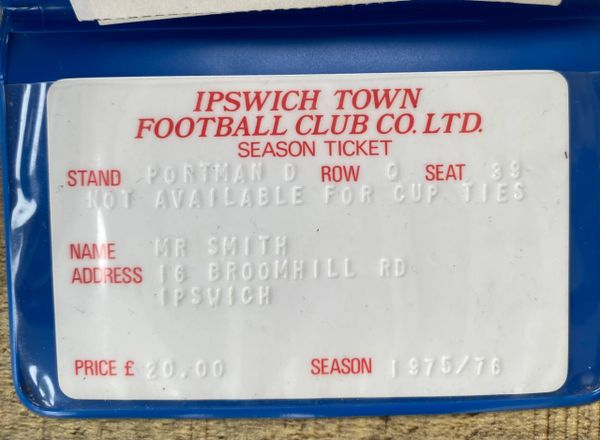 IPSWICH TOWN
FOOTBALL CLUB CO. LTD.
SEASON TICKET
STAND PORTMAN D ROW Q SEAT 39
NOT AVAILABLE FOR CUP TIES
NAME MR SMITH
ADDRESS 16 BROOMHILL RD
IPSWICH
PRICE £ 20.00 SEASON 1975/76